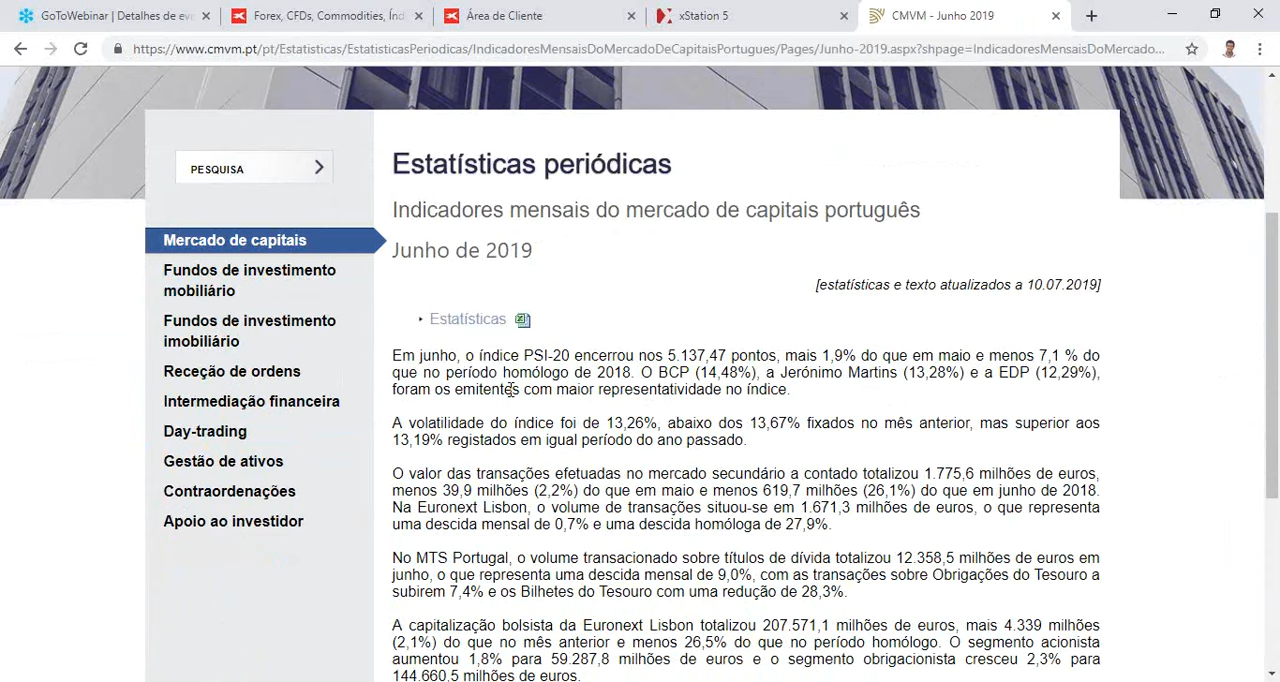 GoToWebinar | Detalhes de eve
Forex, CFDs, Commodities, Índ
Área de Cliente
xStation 5
CMVM - Junho 2019
https://www.cmvm.pt/pt/Estatisticas/EstatisticasPeriodicas/IndicadoresMensaisDoMercadoDeCapitaisPortugues/Pages/Junho-2019.aspx?shpage=IndicadoresMensaisDoMercado...
PESQUISA
Mercado de capitais
Fundos de investimento
mobiliário
Fundos de investimento
imobiliário
Receção de ordens
Intermediação financeira
Day-trading
Gestão de ativos
Contraordenações
Apoio ao investidor
Estatísticas periódicas
Indicadores mensais do mercado de capitais português
Junho de 2019
[estatísticas e texto atualizados a 10.07.2019]
Estatísticas
Em junho, o índice PSI-20 encerrou nos 5.137,47 pontos, mais 1,9% do que em maio e menos 7,1 % do
que no período homólogo de 2018. O BCP (14,48%), a Jerónimo Martins (13,28%) e a EDP (12,29%),
foram os emitentes com maior representatividade no índice.
A volatilidade do índice foi de 13,26%, abaixo dos 13,67% fixados no mês anterior, mas superior aos
13,19% registados em igual período do ano passado.
O valor das transações efetuadas no mercado secundário a contado totalizou 1.775,6 milhões de euros,
menos 39,9 milhões (2,2%) do que em maio e menos 619,7 milhões (26,1%) do que em junho de 2018.
Na Euronext Lisbon, o volume de transações situou-se em 1.671,3 milhões de euros, o que representa
uma descida mensal de 0,7% e uma descida homóloga de 27,9%.
No MTS Portugal, o volume transacionado sobre títulos de dívida totalizou 12.358,5 milhões de euros em
junho, o que representa uma descida mensal de 9,0%, com as transações sobre Obrigações do Tesouro a
subirem 7,4% e os Bilhetes do Tesouro com uma redução de 28,3%.
A capitalização bolsista da Euronext Lisbon totalizou 207.571,1 milhões de euros, mais 4.339 milhões
(2,1%) do que no mês anterior e menos 26,5% do que no período homólogo. O segmento acionista
aumentou 1,8% para 59.287,8 milhões de euros e o segmento obrigacionista cresceu 2,3% para
144.660,5 milhões de euros.